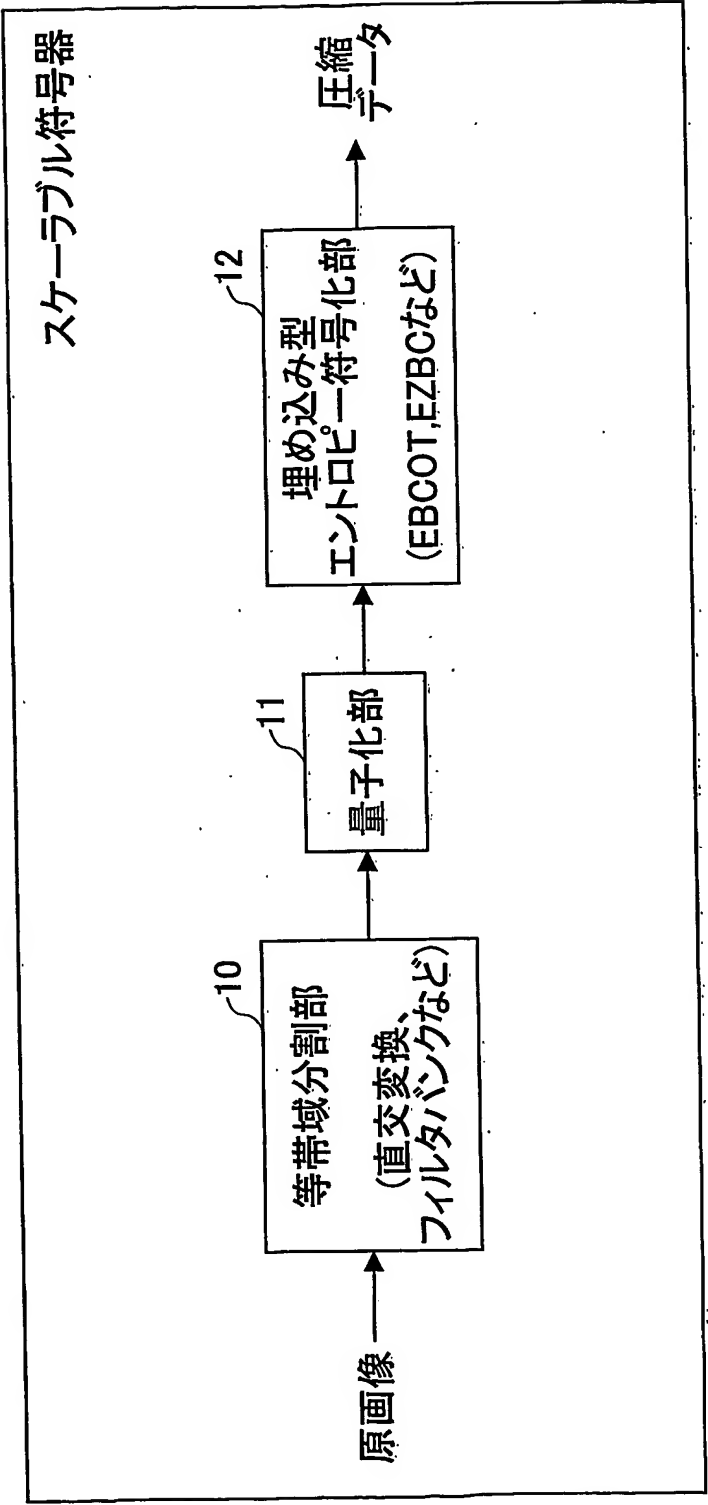 スケーラブル符号器
原画像
10
等帯域分割部
(直交変換、
フィルタバンクなど)
11
量子化部
12
埋め込み型
エントロピー符号化部
(EBCOT,EZBCなど)
圧縮
データ